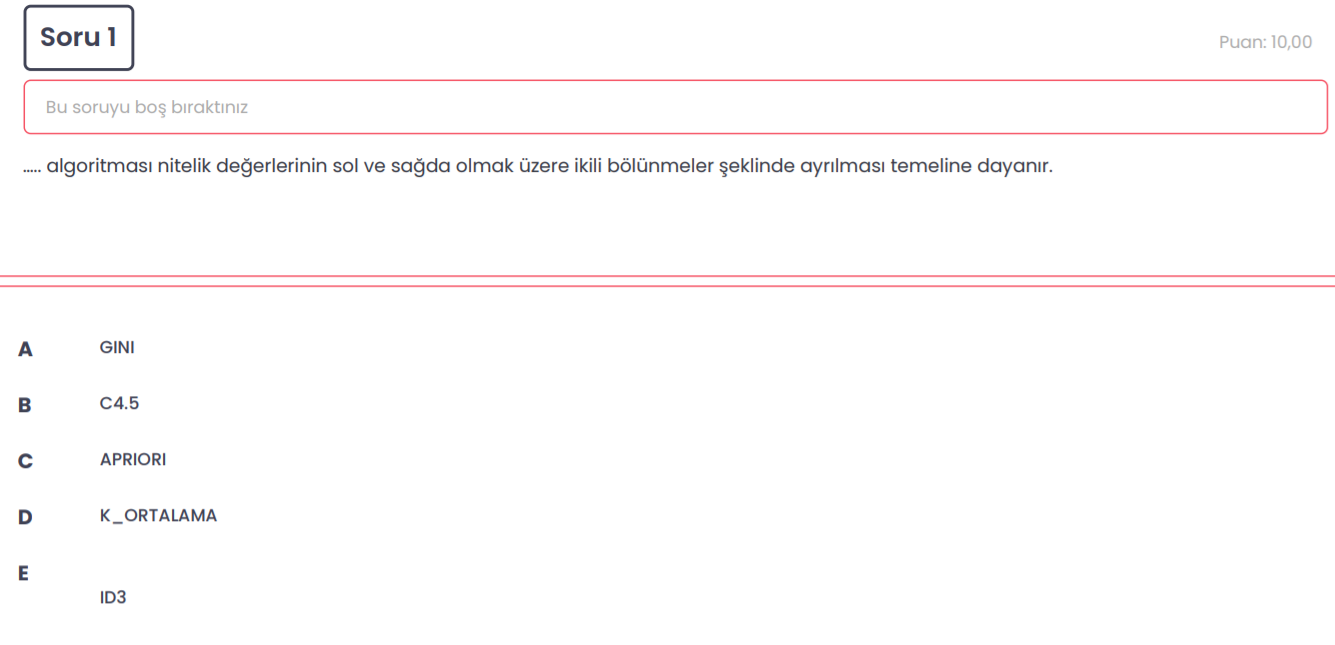 Soru 1
Puan: 10,00
Bu soruyu boş bıraktınız
..... algoritması nitelik değerlerinin sol ve sağda olmak üzere ikili bölünmeler şeklinde ayrılması temeline dayanır.
A GINI
B C4.5
C APRIORI
D K_ORTALAMA
E
ID3